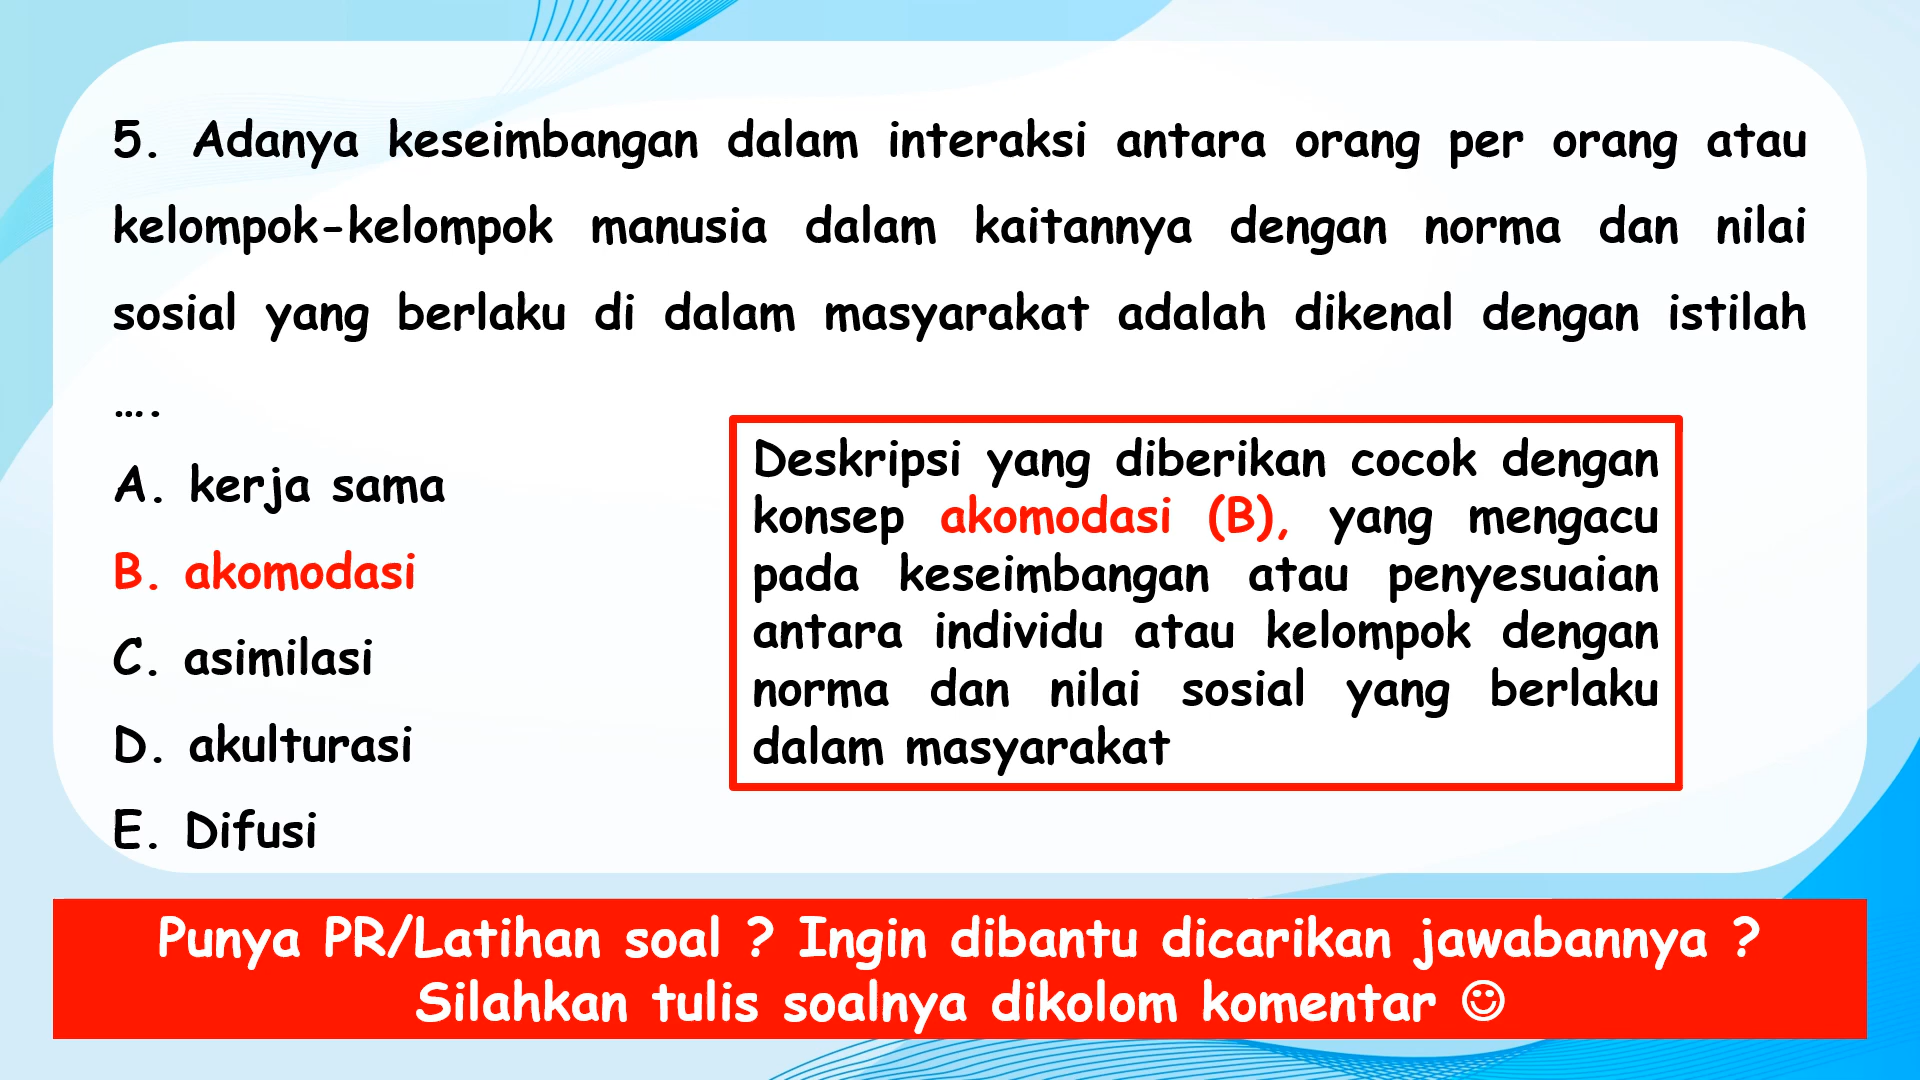 5. Adanya keseimbangan dalam interaksi antara orang per orang atau
kelompok-kelompok manusia dalam kaitannya dengan norma dan nilai
sosial yang berlaku di dalam masyarakat adalah dikenal dengan istilah
….
A. kerja sama
B. akomodasi
C. asimilasi
D. akulturasi
E. Difusi
Deskripsi yang diberikan cocok dengan
konsep akomodasi (B), yang mengacu
pada keseimbangan atau penyesuaian
antara individu atau kelompok dengan
norma dan nilai sosial yang berlaku
dalam masyarakat
Punya PR/Latihan soal ? Ingin dibantu dicarikan jawabannya ?
Silahkan tulis soalnya dikolom komentar ☺